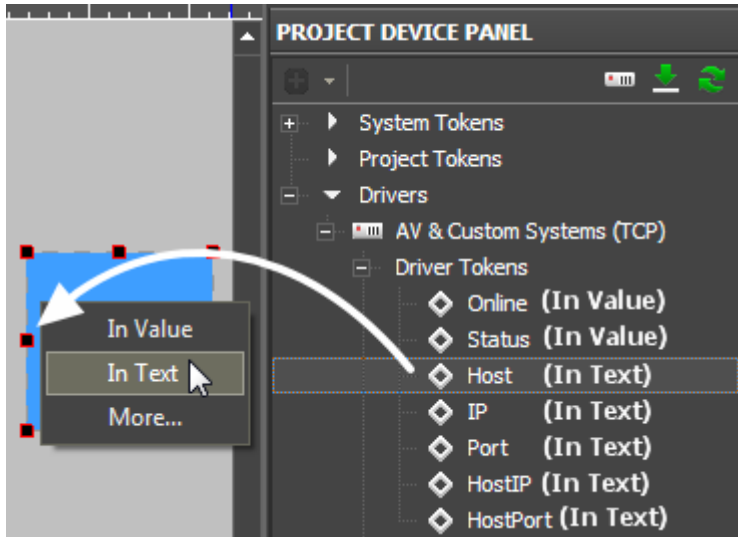 PROJECT DEVICE PANEL
System Tokens
Project Tokens
Drivers
AV & Custom Systems (TCP)
Driver Tokens
Online (In Value)
Status (In Value)
Host (In Text)
IP (In Text)
Port (In Text)
HostIP (In Text)
HostPort (In Text)
In Value
In Text
More...